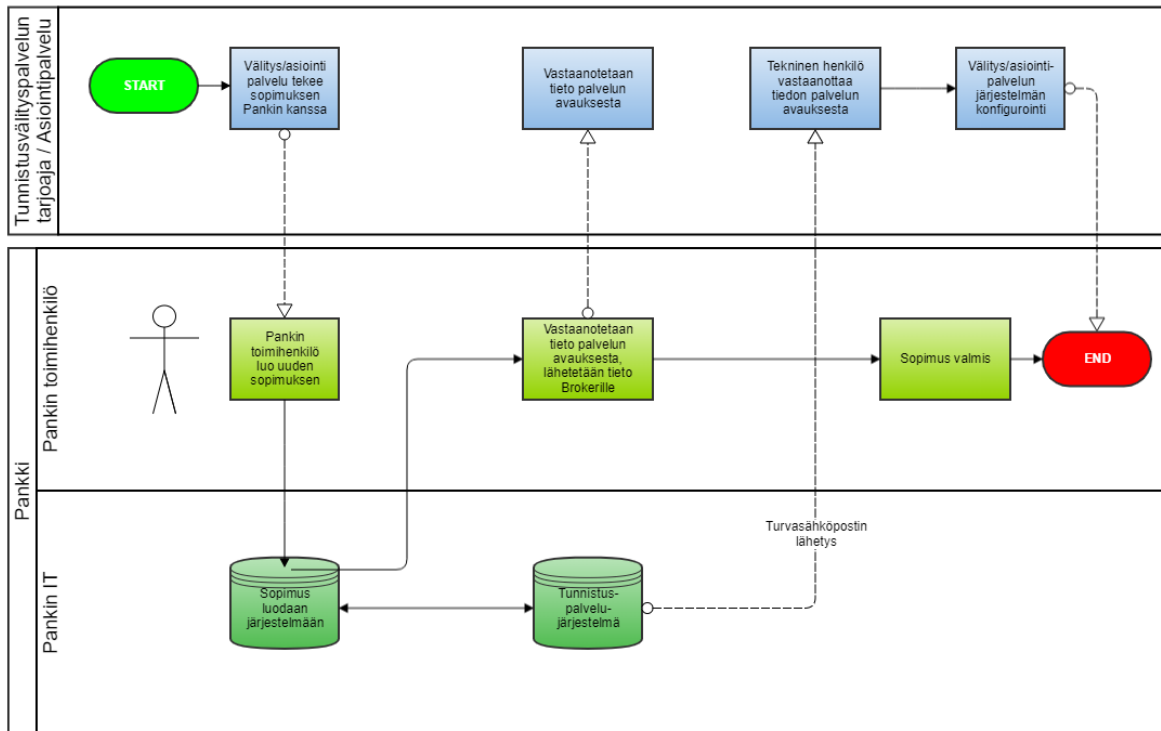 Tunnistusvälityspalvelun
tarjoaja / Asiointipalvelu
START
Välitys/asiointi
palvelu tekee
sopimuksen
Pankin kanssa
Vastaanotetaan
tieto palvelun
avauksesta
Tekninen henkilö
vastaanottaa
tiedon palvelun
avauksesta
Välitys/asiointi-
palvelun
järjestelmän
konfigurointi
Pankki
Pankin toimihenkilö
Pankin
toimihenkilö
luo uuden
sopimuksen
Vastaanotetaan
tieto palvelun
avauksesta,
lähetetään tieto
Brokerille
Sopimus valmis
END
Pankin IT
Sopimus
luodaan
järjestelmään
Tunnistus-
palvelu-
järjestelmä
Turvasähköpostin
lähetys